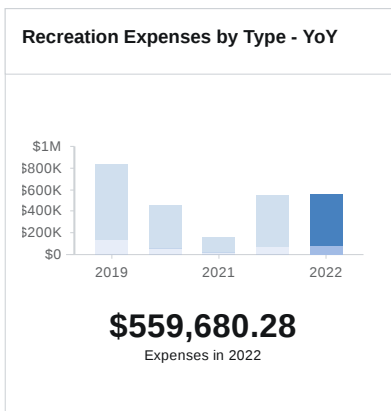 Recreation Expenses by Type - YoY
$1M
$800K
$600K
$400K
$200K
$0
2019 2021 2022
$559,680.28
Expenses in 2022